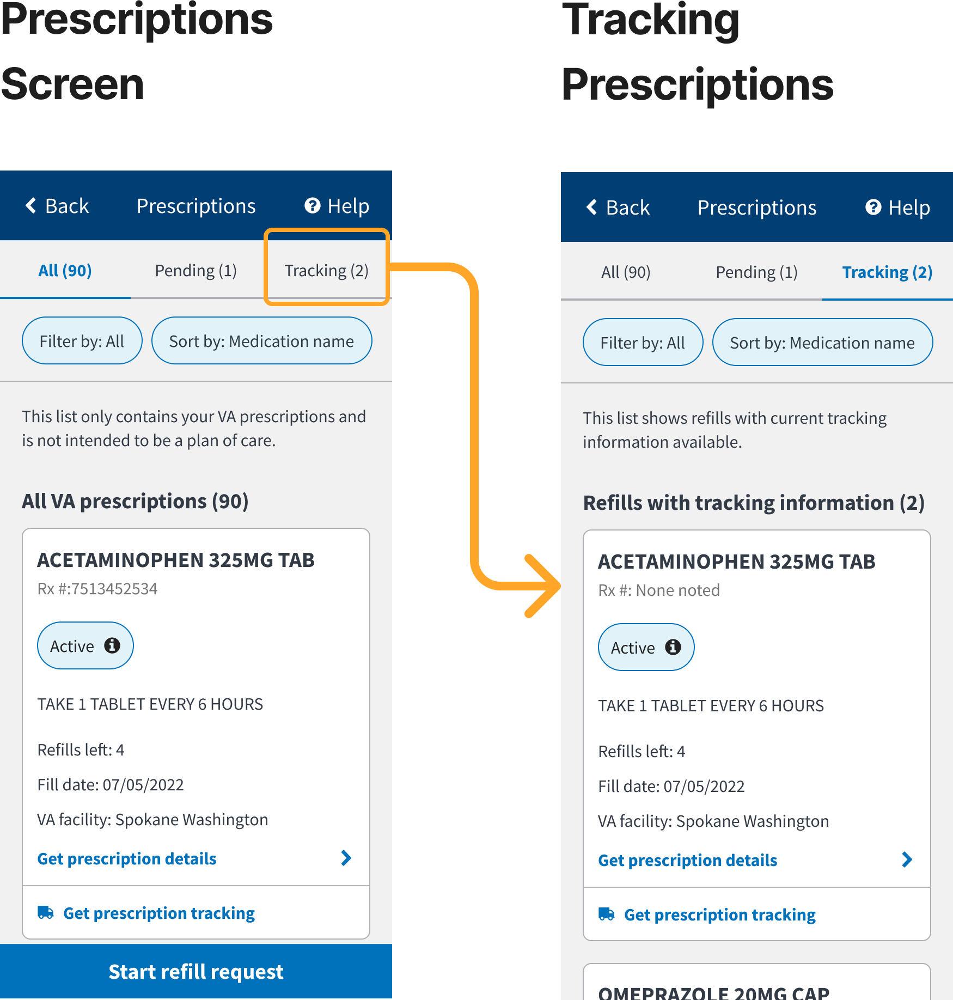 Prescriptions
Screen
Back Prescriptions Help
All (90) Pending (1) Tracking (2)
Filter by: All Sort by: Medication name
This list only contains your VA prescriptions and
is not intended to be a plan of care.
All VA prescriptions (90)
ACETAMINOPHEN 325MG TAB
Rx #:7513452534
Active
TAKE 1 TABLET EVERY 6 HOURS
Refills left: 4
Fill date: 07/05/2022
VA facility: Spokane Washington
Get prescription details
Get prescription tracking
Start refill request
Tracking
Prescriptions
Back Prescriptions Help
All (90) Pending (1) Tracking (2)
Filter by: All Sort by: Medication name
This list shows refills with current tracking
information available.
Refills with tracking information (2)
ACETAMINOPHEN 325MG TAB
Rx #: None noted
Active
TAKE 1 TABLET EVERY 6 HOURS
Refills left: 4
Fill date: 07/05/2022
VA facility: Spokane Washington
Get prescription details
Get prescription tracking
OMEPRAZOLE 20MG CAP